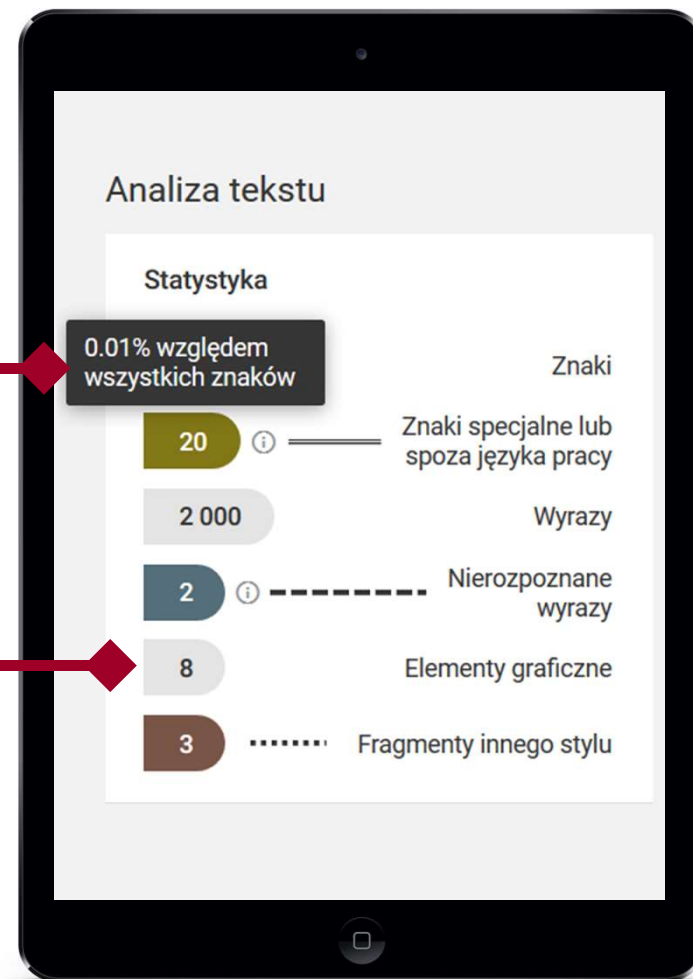 Analiza tekstu
Statystyka
0.01% względem
wszystkich znaków
Znaki
20
Znaki specjalne lub
spoza języka pracy
2 000
Wyrazy
2
Nierozpoznane
wyrazy
8
Elementy graficzne
3
Fragmenty innego stylu